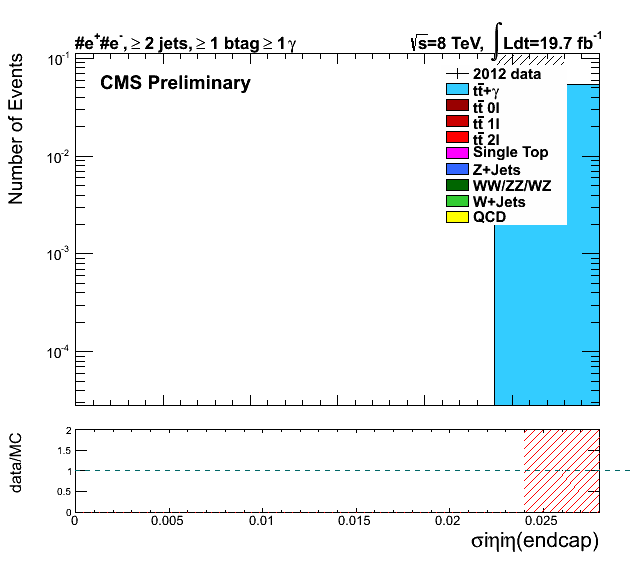 #e⁺#e⁻, ≥ 2 jets, ≥ 1 btag ≥ 1 γ
√s=8 TeV, ∫ Ldt=19.7 fb⁻¹
CMS Preliminary
Number of Events
10⁻¹
10⁻²
10⁻³
10⁻⁴
2012 data
tt̄+γ
tt̄ 0l
tt̄ 1l
tt̄ 2l
Single Top
Z+Jets
WW/ZZ/WZ
W+Jets
QCD
data/MC
2
1.5
1
0.5
0
0 0.005 0.01 0.015 0.02 0.025
σiηiη(endcap)